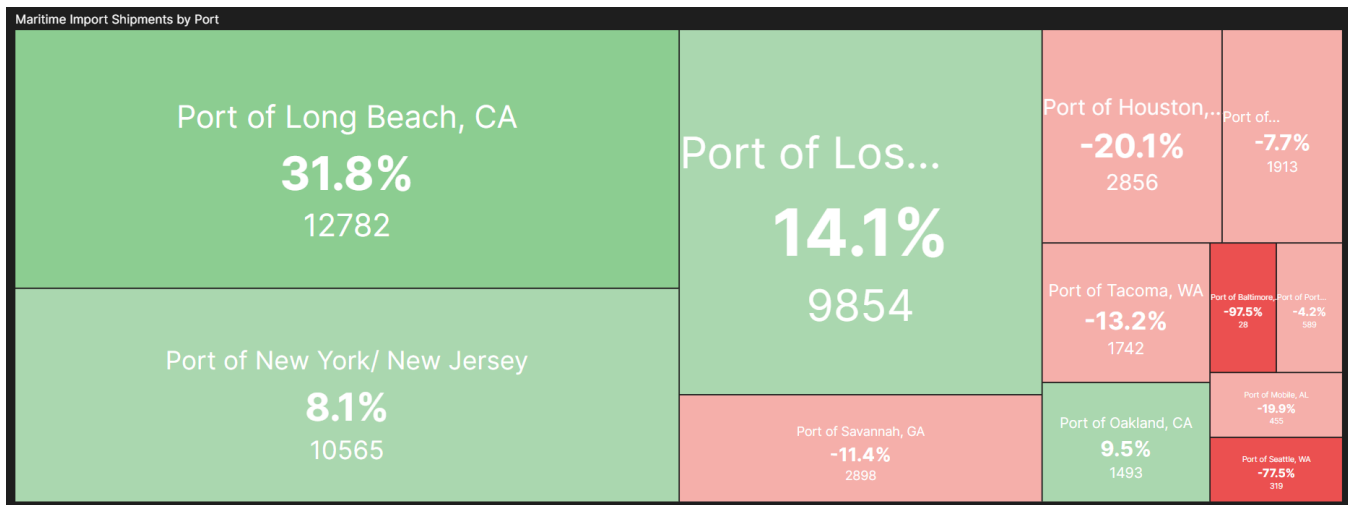 Maritime Import Shipments by Port
Port of Long Beach, CA
31.8%
12782
Port of New York/ New Jersey
8.1%
10565
Port of Los...
14.1%
9854
Port of Savannah, GA
-11.4%
2898
Port of Houston,...
-20.1%
2856
Port of...
-7.7%
1913
Port of Tacoma, WA
-13.2%
1742
Port of Oakland, CA
9.5%
1493
Port of Baltimore,...
-97.5%
28
Port of Port...
-4.2%
589
Port of Mobile, AL
-19.9%
455
Port of Seattle, WA
-77.5%
319